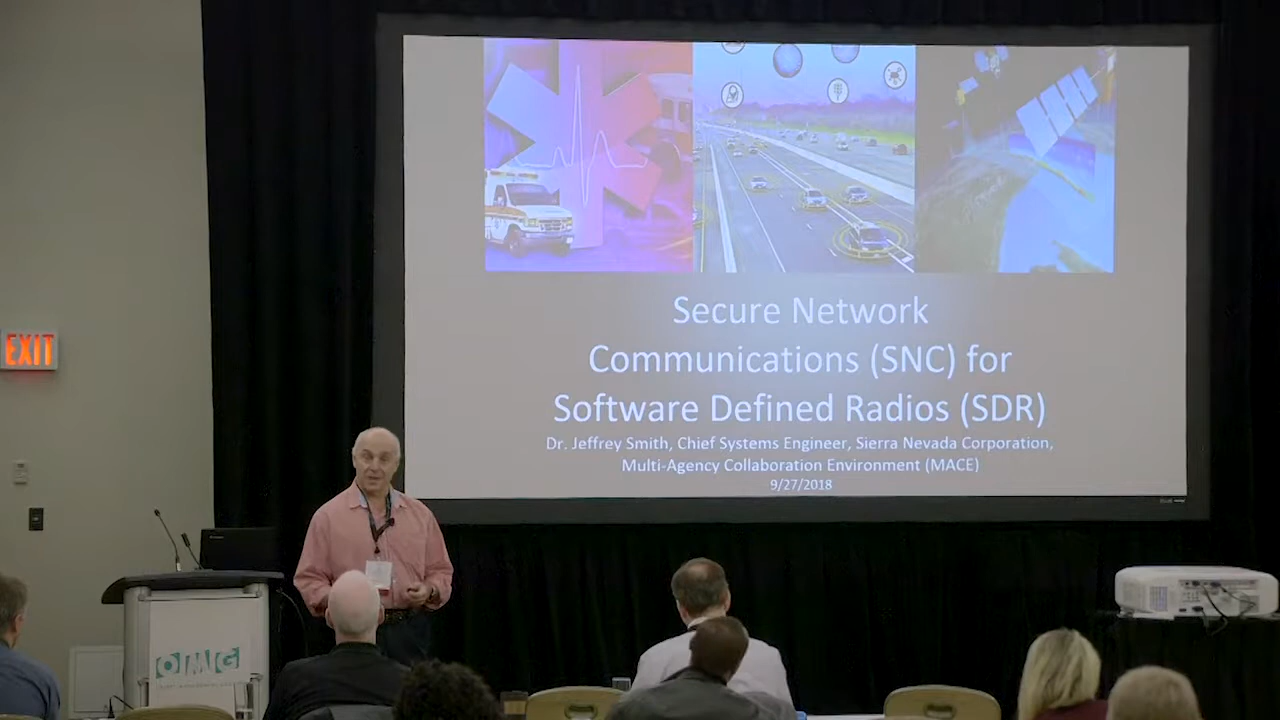 Secure Network
Communications (SNC) for
Software Defined Radios (SDR)
Dr. Jeffrey Smith, Chief Systems Engineer, Sierra Nevada Corporation,
Multi-Agency Collaboration Environment (MACE)
9/27/2018
EXIT
OMG